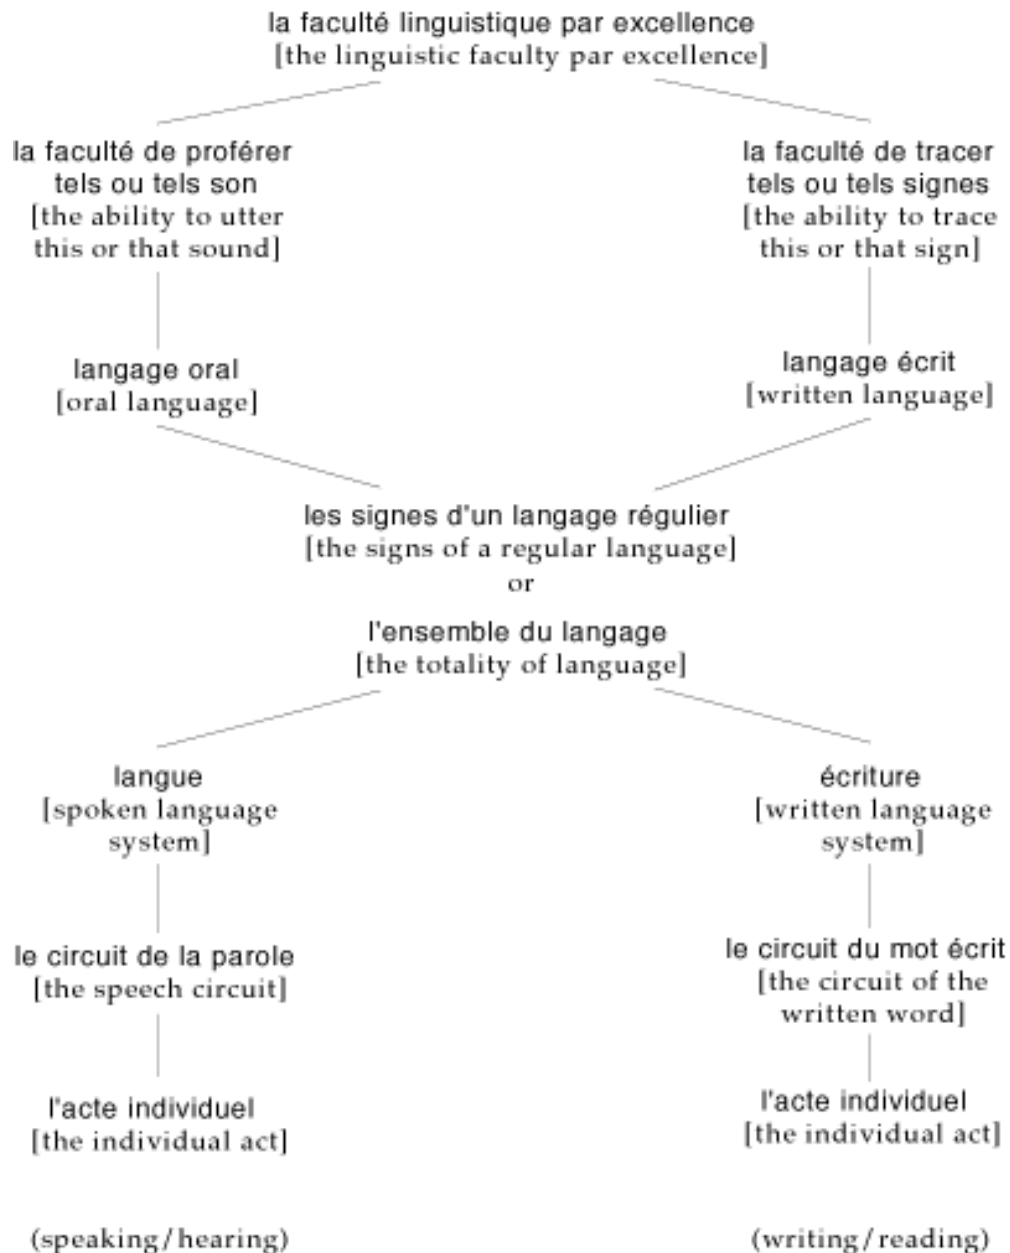 la faculté linguistique par excellence
[the linguistic faculty par excellence]
la faculté de proférer
tels ou tels son
[the ability to utter
this or that sound]
la faculté de tracer
tels ou tels signes
[the ability to trace
this or that sign]
langage oral
[oral language]
langage écrit
[written language]
les signes d'un langage régulier
[the signs of a regular language]
or
l'ensemble du langage
[the totality of language]
langue
[spoken language
system]
écriture
[written language
system]
le circuit de la parole
[the speech circuit]
le circuit du mot écrit
[the circuit of the
written word]
l'acte individuel
[the individual act]
l'acte individuel
[the individual act]
(speaking/hearing)
(writing/reading)